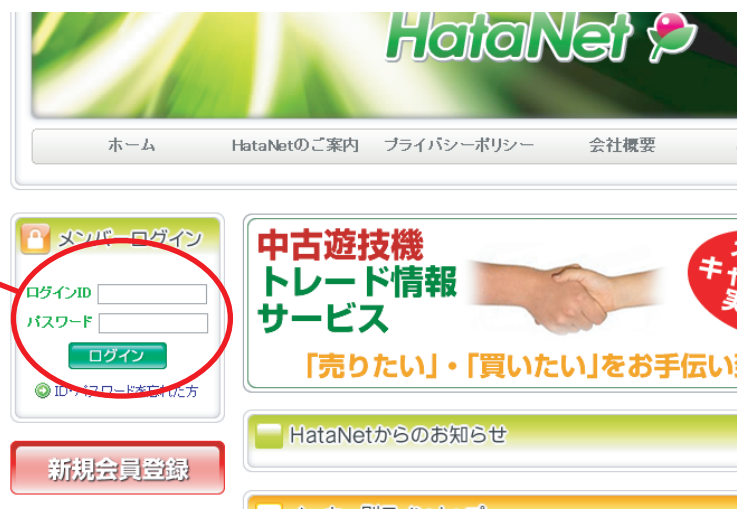 HataNet
ホーム
HataNetのご案内
プライバシーポリシー
会社概要
メンバーログイン
ログインID
パスワード
ログイン
ID・パスワードを忘れた方
新規会員登録
中古遊技機
トレード情報
サービス
「売りたい」・「買いたい」をお手伝い
キャ
実
HataNetからのお知らせ